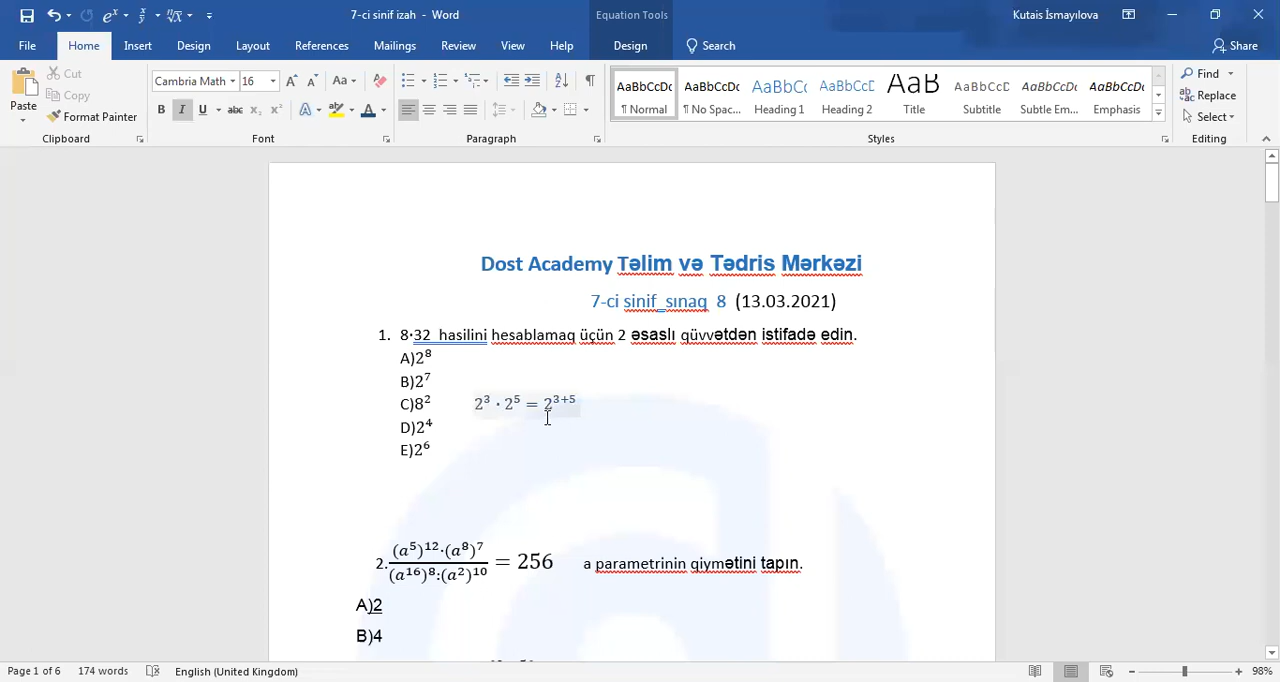 7-ci sinif izah - Word
Equation Tools
Kutais İsmayılova
File Home Insert Design Layout References Mailings Review View Help Design Search Share
Paste
Cut
Copy
Format Painter
Cambria Math 16
AaBbCcDc AaBbCcDc AaBbCc AaBbCcD AaB AaBbCcD AaBbCcDc AaBbCcDc
¶ Normal ¶ No Spac... Heading 1 Heading 2 Title Subtitle Subtle Em... Emphasis
Find
Replace
Select
Clipboard Font Paragraph Styles Editing
Dost Academy Təlim və Tədris Mərkəzi
7-ci sinif_sınaq 8 (13.03.2021)
1. 8·32 hasilini hesablamaq üçün 2 əsaslı qüvvətdən istifadə edin.
A)2⁸
B)2⁷
C)8² 2³ · 2⁵ = 2³⁺⁵
D)2⁴
E)2⁶
2. (a⁵)¹²·(a⁸)⁷ / (a¹⁶)⁸:(a²)¹⁰ = 256 a parametrinin qiymətini tapın.
A)2
B)4
Page 1 of 6 174 words English (United Kingdom) 98%